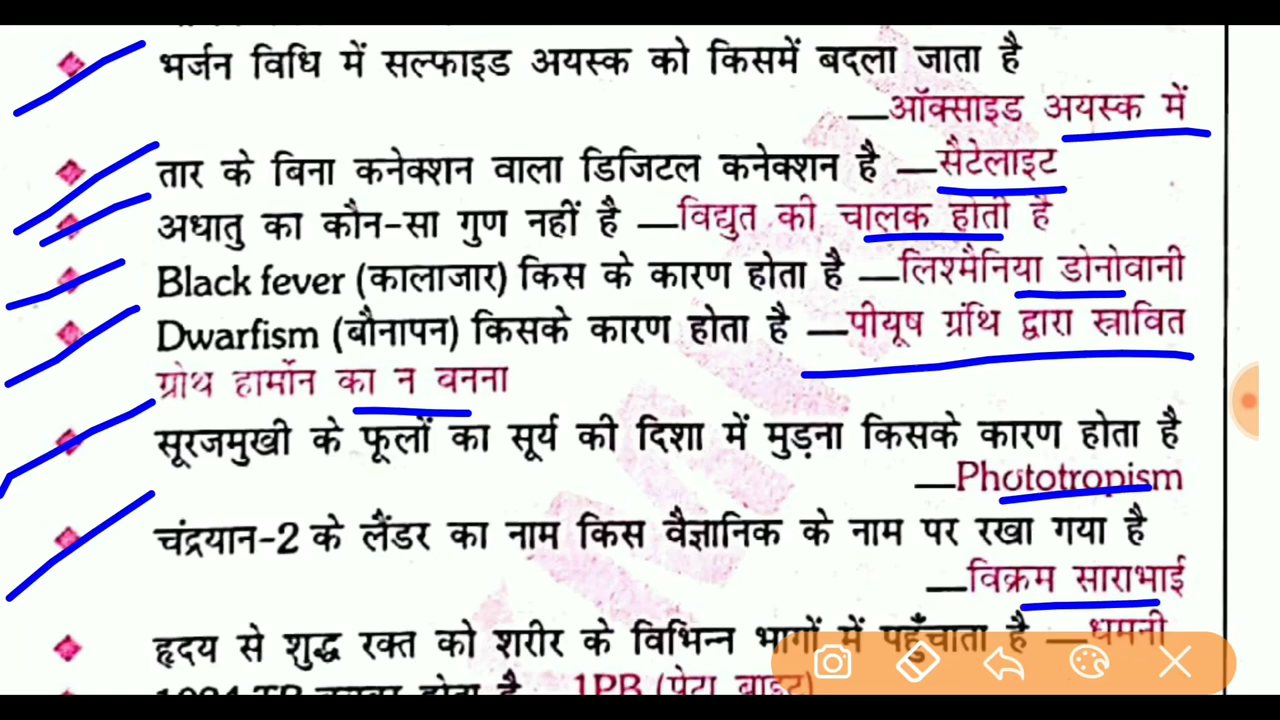 भर्जन विधि में सल्फाइड अयस्क को किसमें बदला जाता है
—ऑक्साइड अयस्क में
तार के बिना कनेक्शन वाला डिजिटल कनेक्शन है —सैटेलाइट
अधातु का कौन-सा गुण नहीं है —विद्युत की चालक होती है
Black fever (कालाजार) किस के कारण होता है —लिश्मैनिया डोनोवानी
Dwarfism (बौनापन) किसके कारण होता है —पीयूष ग्रंथि द्वारा स्रावित
ग्रोथ हार्मोन का न बनना
सूरजमुखी के फूलों का सूर्य की दिशा में मुड़ना किसके कारण होता है
—Phototropism
चंद्रयान-2 के लैंडर का नाम किस वैज्ञानिक के नाम पर रखा गया है
—विक्रम साराभाई
हृदय से शुद्ध रक्त को शरीर के विभिन्न भागों में पहुँचाता है —धमनी
1PB (पेटा बाइट)